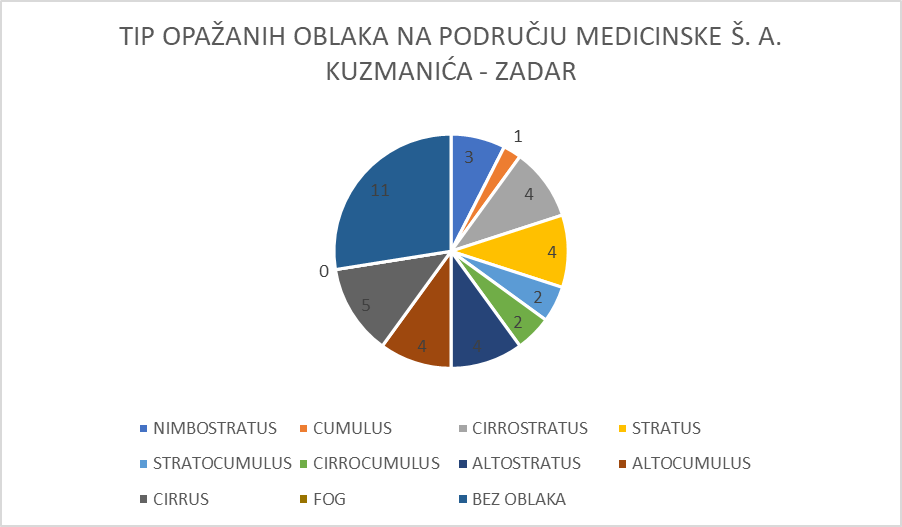 TIP OPAŽANIH OBLAKA NA PODRUČJU MEDICINSKE Š. A.
KUZMANIĆA - ZADAR
3
1
4
4
2
2
4
4
5
0
11
NIMBOSTRATUS CUMULUS CIRROSTRATUS STRATUS
STRATOCUMULUS CIRROCUMULUS ALTOSTRATUS ALTOCUMULUS
CIRRUS FOG BEZ OBLAKA